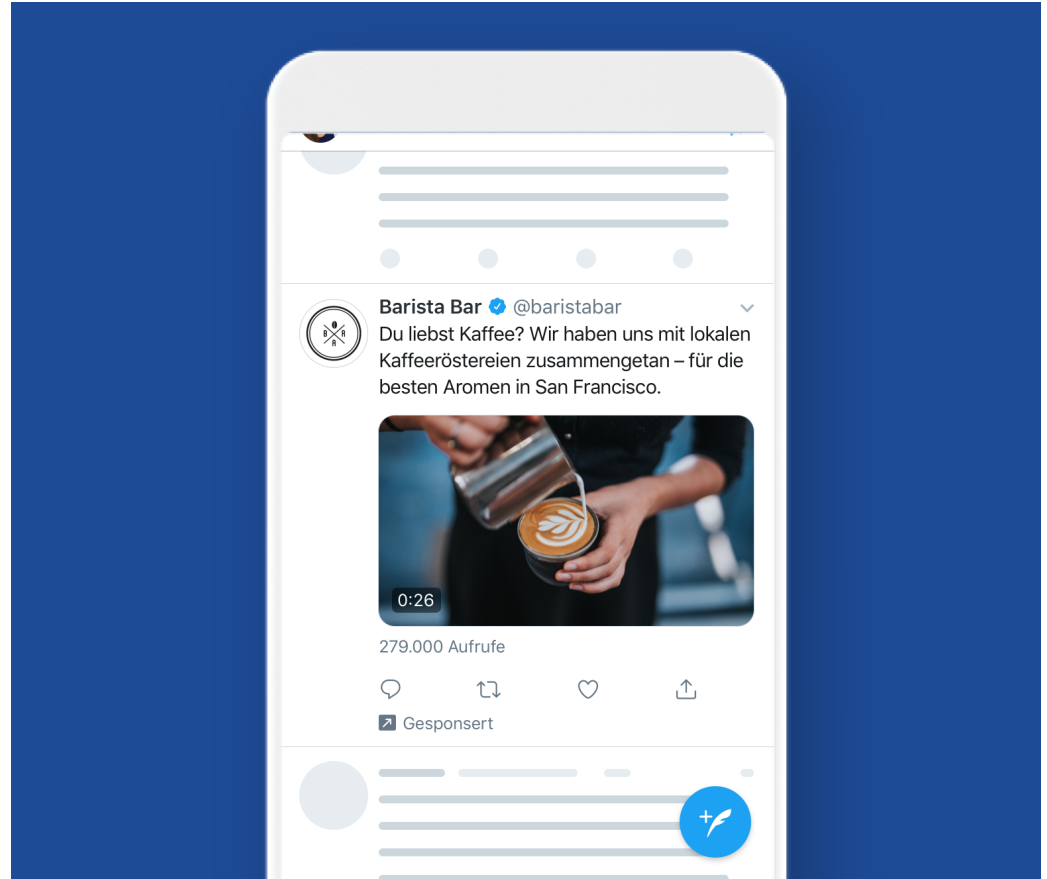 Barista Bar @baristabar
Du liebst Kaffee? Wir haben uns mit lokalen
Kaffeeröstereien zusammengetan – für die
besten Aromen in San Francisco.
B A R A
0:26
279.000 Aufrufe
Gesponsert